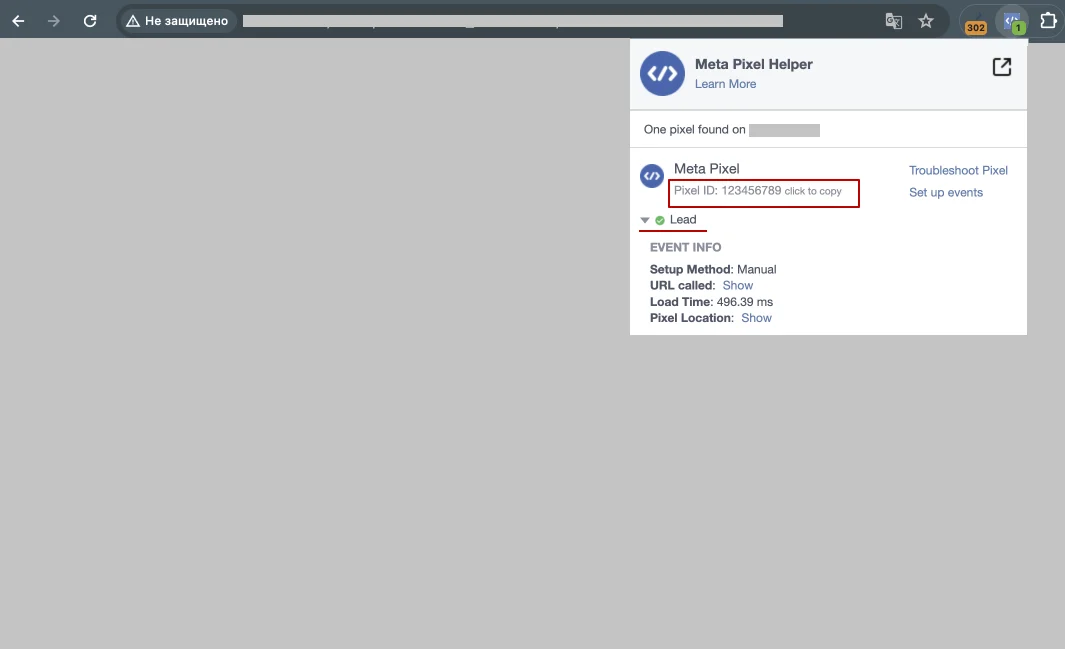 Не защищено
302
1
Meta Pixel Helper
Learn More
One pixel found on
Meta Pixel
Troubleshoot Pixel
Pixel ID: 123456789 click to copy
Set up events
Lead
EVENT INFO
Setup Method: Manual
URL called: Show
Load Time: 496.39 ms
Pixel Location: Show